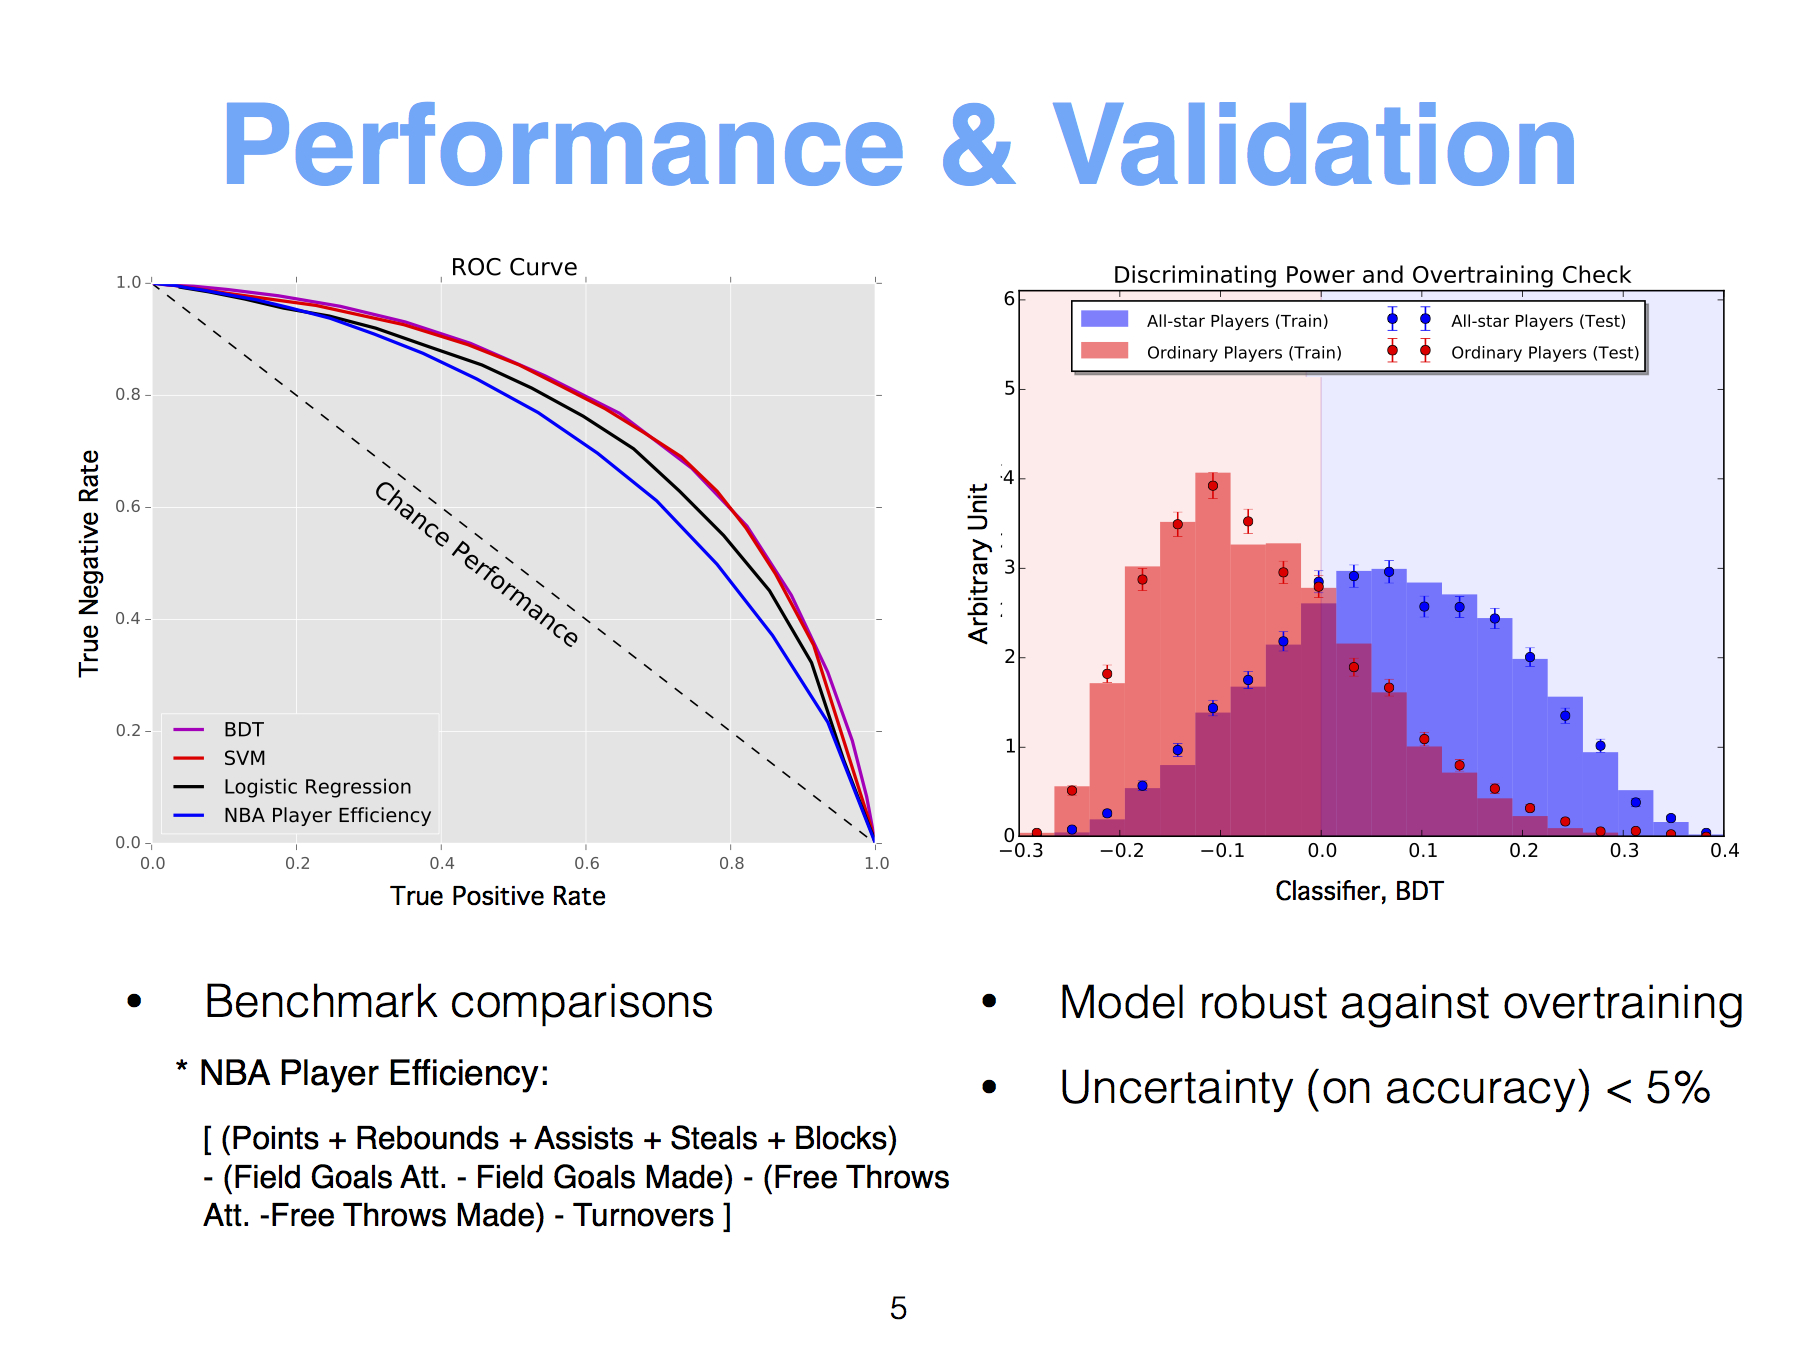 Performance & Validation
ROC Curve
1.0
0.8
0.6
0.4
0.2
0.0
True Negative Rate
Chance Performance
BDT
SVM
Logistic Regression
NBA Player Efficiency
0.0 0.2 0.4 0.6 0.8 1.0
True Positive Rate
Discriminating Power and Overtraining Check
All-star Players (Train) All-star Players (Test)
Ordinary Players (Train) Ordinary Players (Test)
6
5
4
3
2
1
0
Arbitrary Unit
−0.3 −0.2 −0.1 0.0 0.1 0.2 0.3 0.4
Classifier, BDT
• Benchmark comparisons
* NBA Player Efficiency:
[ (Points + Rebounds + Assists + Steals + Blocks)
- (Field Goals Att. - Field Goals Made) - (Free Throws
Att. -Free Throws Made) - Turnovers ]
• Model robust against overtraining
• Uncertainty (on accuracy) < 5%
5